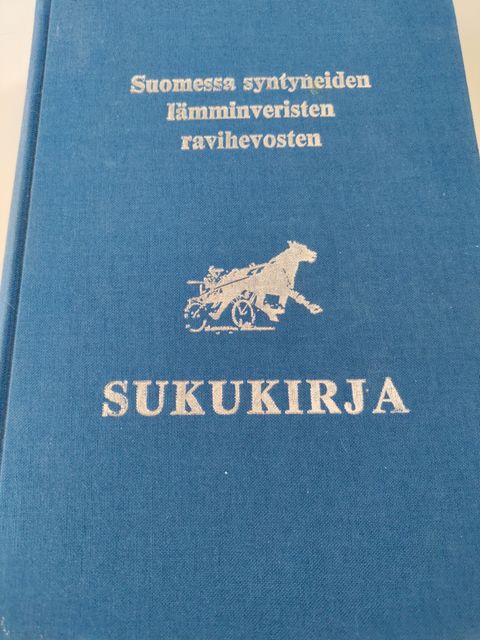 Suomessa syntyneiden
lämminveristen
ravihevosten
SUKUKIRJA